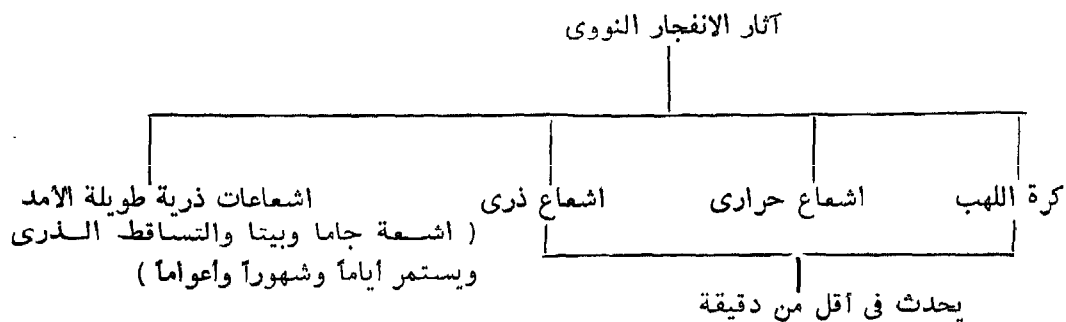 آثار الانفجار النووى
كرة اللهب
اشعاع حرارى
اشعاع ذرى
اشعاعات ذرية طويلة الأمد
( اشعة جاما وبيتا والتساقط الذرى
ويستمر أياماً وشهوراً وأعواماً )
يحدث فى أقل من دقيقة